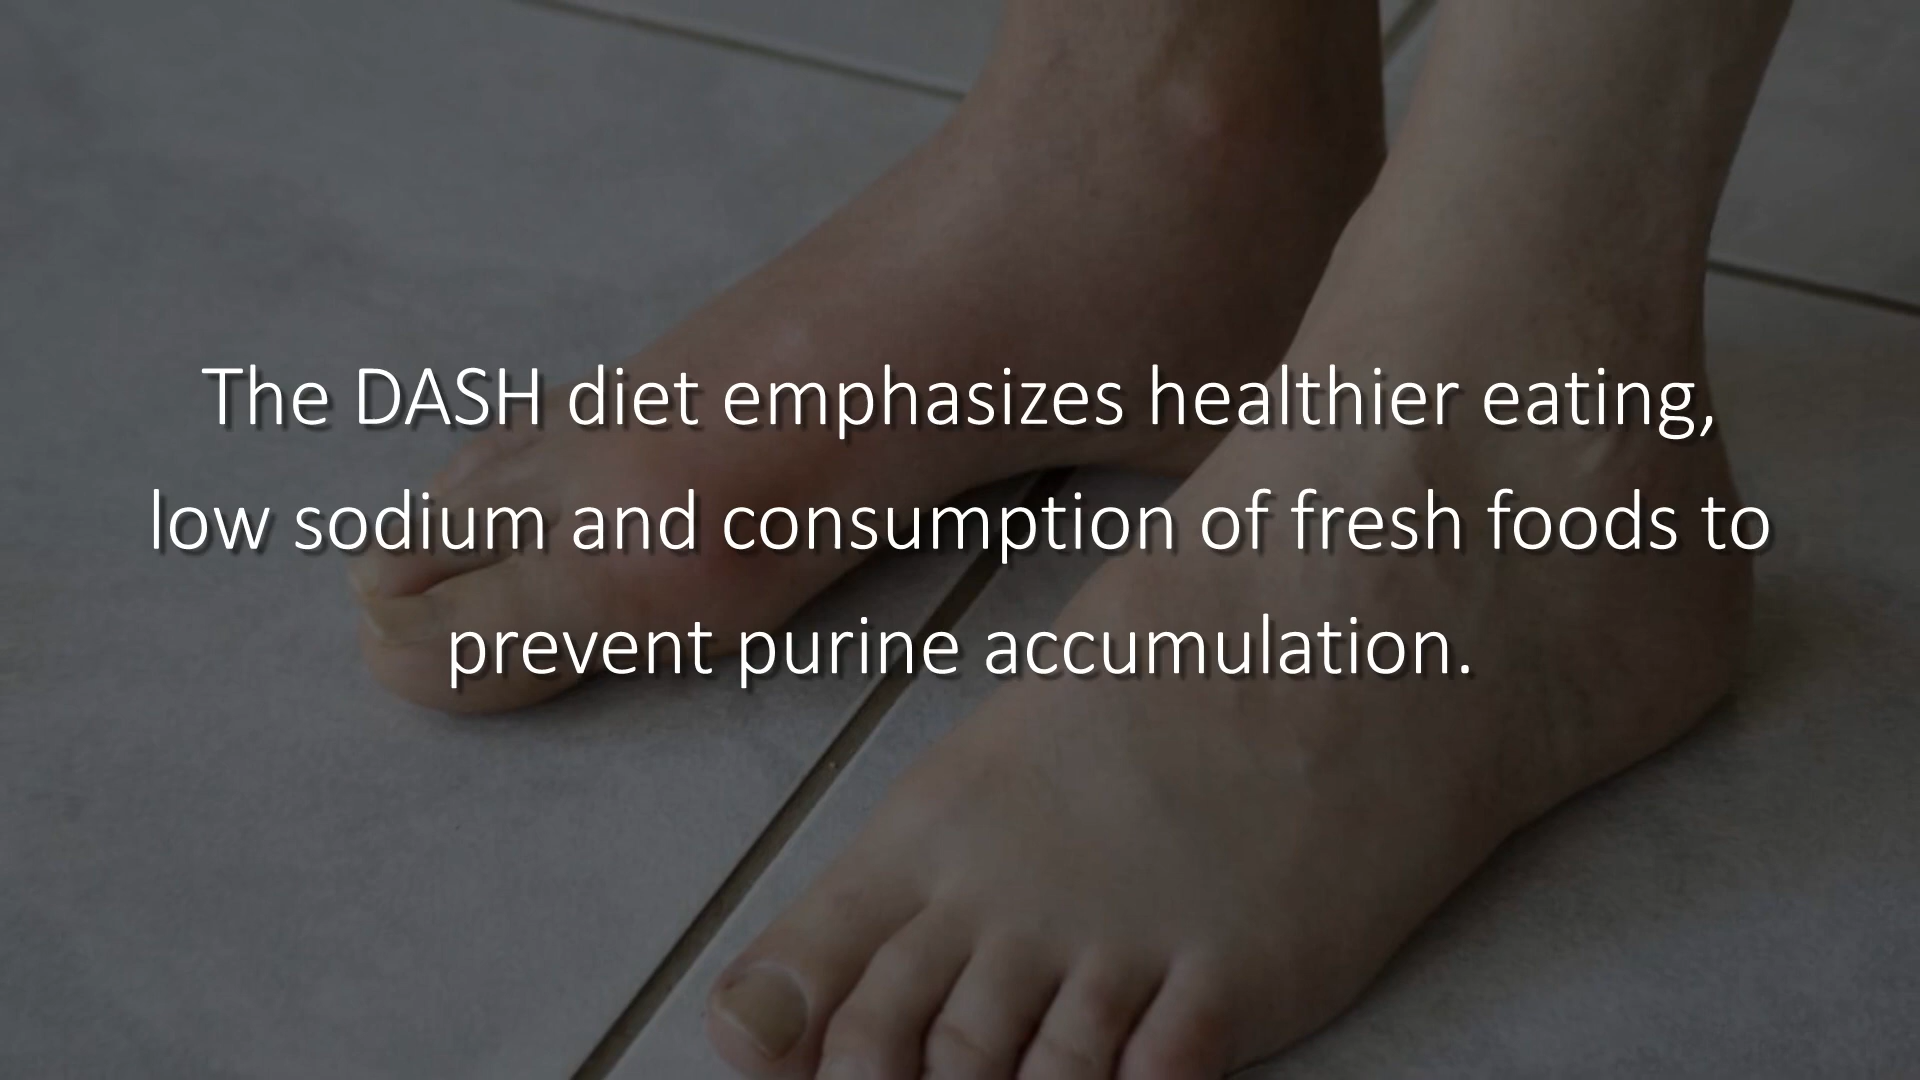 The DASH diet emphasizes healthier eating,
low sodium and consumption of fresh foods to
prevent purine accumulation.